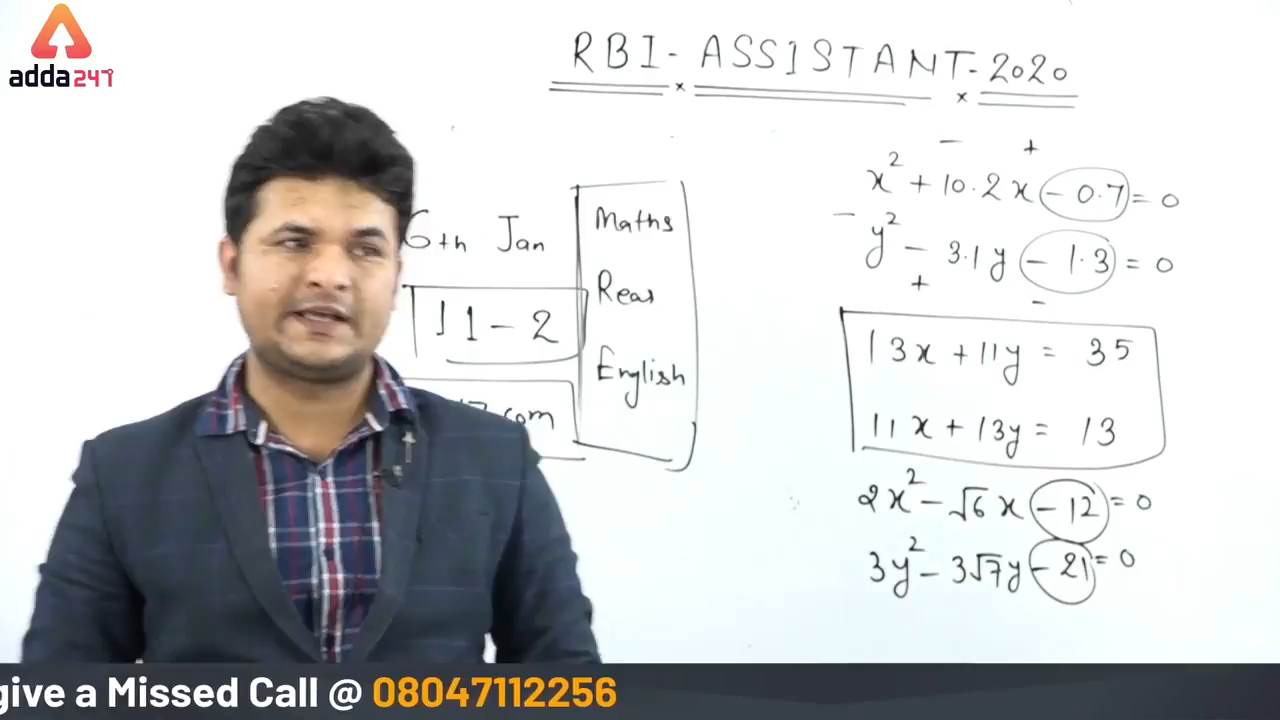 adda247
RBI - ASSISTANT - 2020
6th Jan
11 - 2
.com
Maths
Reas
English
- +
x² + 10.2x - 0.7 = 0
-
y² - 3.1y - 1.3 = 0
+ -
13x + 11y = 35
11x + 13y = 13
2x² - √6 x - 12 = 0
3y² - 3√7y - 21 = 0
give a Missed Call @ 08047112256